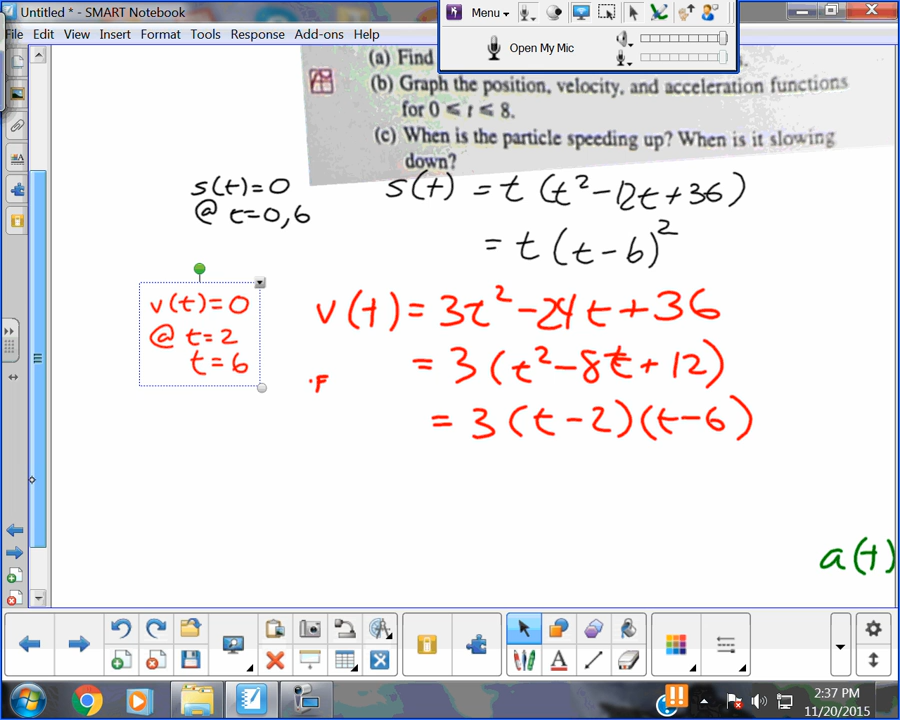 Untitled * - SMART Notebook
Menu
Open My Mic
File Edit View Insert Format Tools Response Add-ons Help
(a) Find
s.
(b) Graph the position, velocity, and acceleration functions
for 0 ≤ t ≤ 8.
(c) When is the particle speeding up? When is it slowing
down?
s(t)=0
@ t=0,6
s(t) = t(t²-12t+36)
= t(t-6)²
v(t)=0
@ t=2
t=6
v(t)=3t²-24t+36
= 3(t²-8t+12)
= 3(t-2)(t-6)
a(t)
2:37 PM
11/20/2015